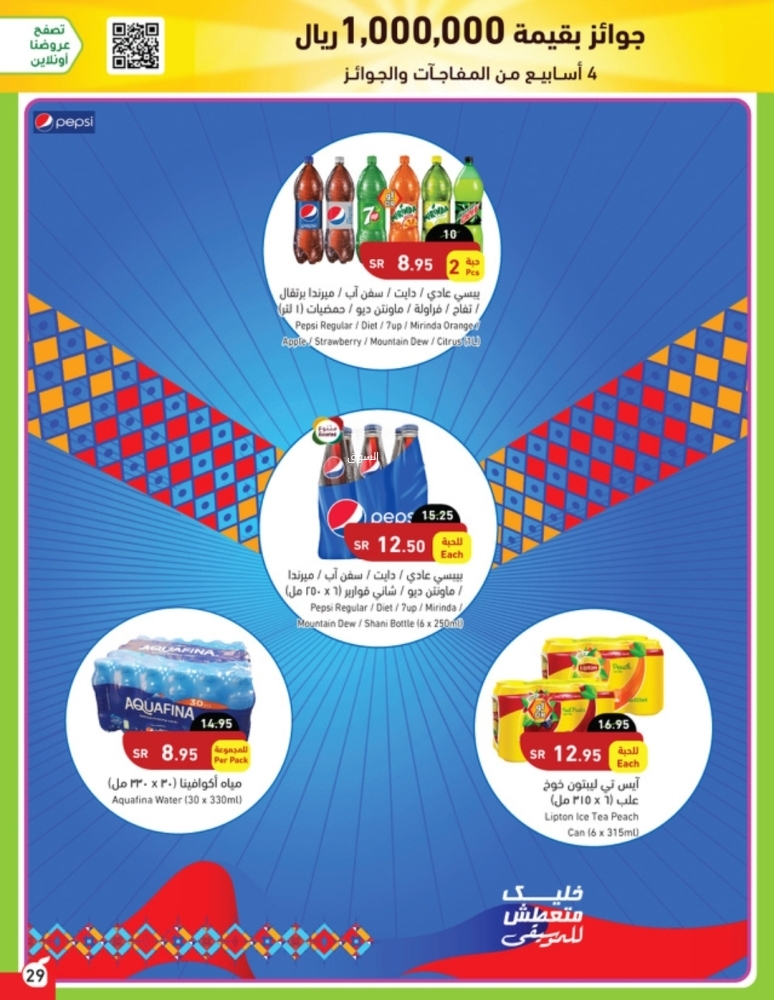 جوائز بقيمة 1,000,000 ريال
4 أسابيع من المفاجآت والجوائز
تصفح
عروضنا
أونلاين
pepsi
10
SR 8.95
2 حبة
Pcs
بيبسي عادي / دايت / سفن آب / ميرندا برتقال
/ تفاح / فراولة / ماونتن ديو / حمضيات (١ لتر)
Pepsi Regular / Diet / 7up / Mirinda Orange /
Apple / Strawberry / Mountain Dew / Citrus (1L)
متنوع
السوق
pepsi
15.25
SR 12.50
للحبة
Each
بيبسي عادي / دايت / سفن آب / ميرندا
/ ماونتن ديو / شاني قوارير (٦ x ٢٥٠ مل)
Pepsi Regular / Diet / 7up / Mirinda /
Mountain Dew / Shani Bottle (6 x 250ml)
AQUAFINA
AQUAFINA
30
14.95
SR 8.95
للمجموعة
Per Pack
مياه أكوافينا (٣٠ x ٣٣٠ مل)
Aquafina Water (30 x 330ml)
Lipton
Peach
16.95
SR 12.95
للحبة
Each
آيس تي ليبتون خوخ
علب (٦ x ٣١٥ مل)
Lipton Ice Tea Peach
Can (6 x 315ml)
خليك
متعطش
للموسيقى
29